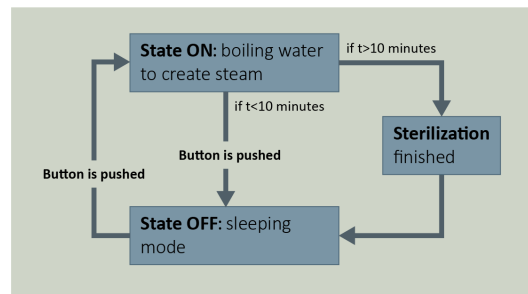 State ON: boiling water
to create steam
if t>10 minutes
if t<10 minutes
Sterilization
finished
Button is pushed
Button is pushed
State OFF: sleeping
mode